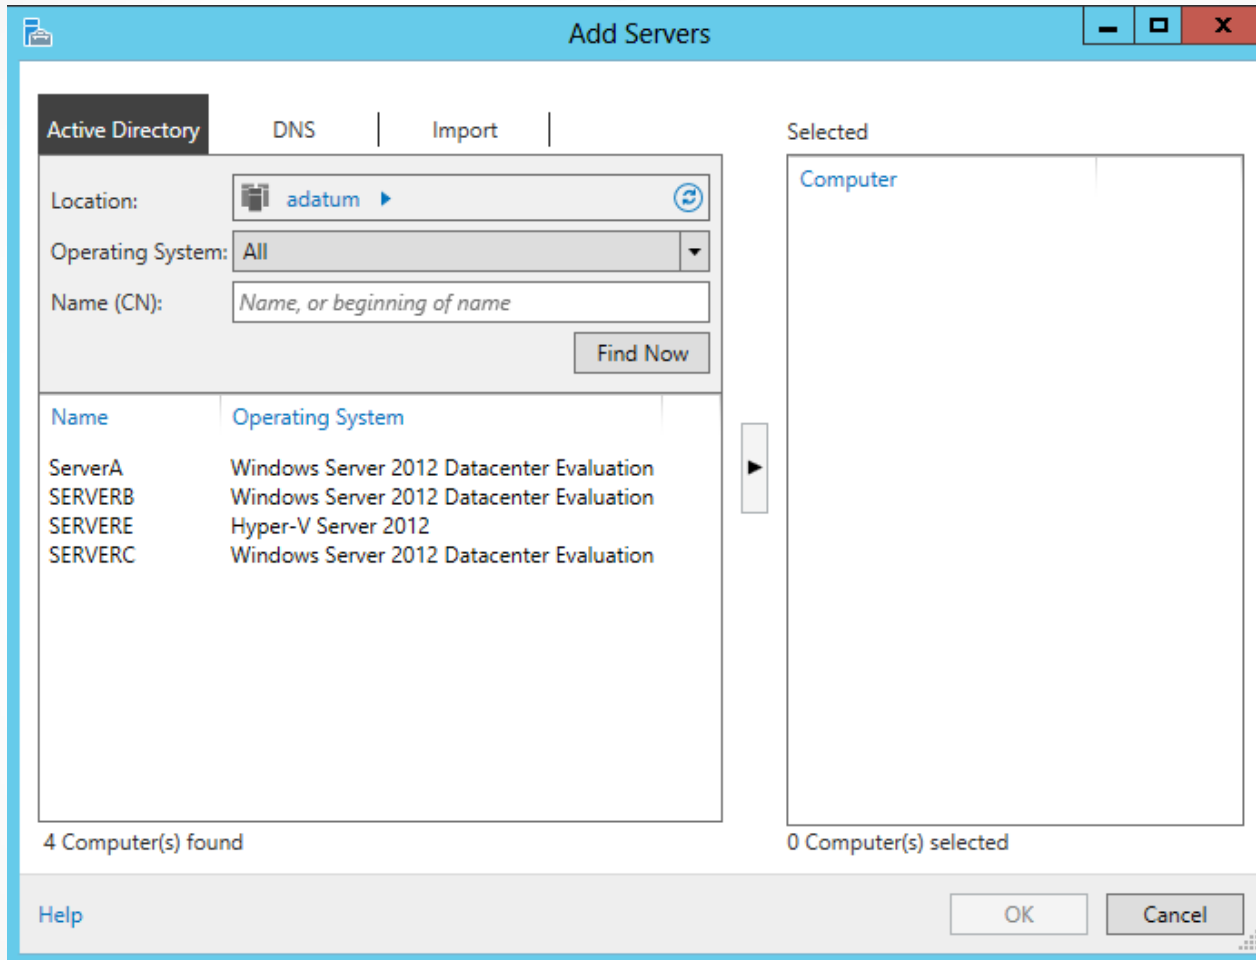 Add Servers
Active Directory
DNS
Import
Location:
adatum
Operating System:
All
Name (CN):
Name, or beginning of name
Find Now
Name Operating System
ServerA Windows Server 2012 Datacenter Evaluation
SERVERB Windows Server 2012 Datacenter Evaluation
SERVERE Hyper-V Server 2012
SERVERC Windows Server 2012 Datacenter Evaluation
4 Computer(s) found
Selected
Computer
0 Computer(s) selected
Help
OK
Cancel